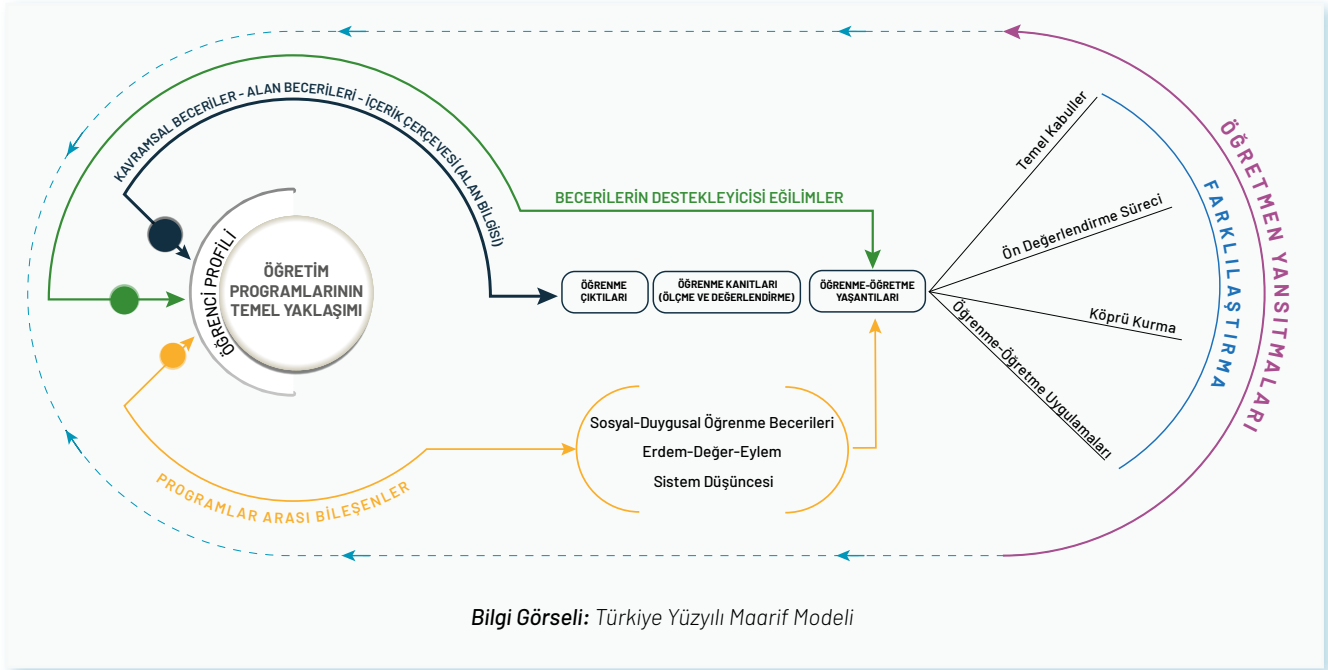 KAVRAMSAL BECERİLER - ALAN BECERİLERİ - İÇERİK ÇERÇEVESİ (ALAN BİLGİSİ)
BECERİLERİN DESTEKLEYİCİSİ EĞİLİMLER
ÖĞRENCİ PROFİLİ
ÖĞRETİM
PROGRAMLARININ
TEMEL YAKLAŞIMI
ÖĞRENME
ÇIKTILARI
ÖĞRENME KANITLARI
(ÖLÇME VE DEĞERLENDİRME)
ÖĞRENME-ÖĞRETME
YAŞANTILARI
Temel Kabuller
Ön Değerlendirme Süreci
Köprü Kurma
Öğrenme-Öğretme Uygulamaları
FARKLILAŞTIRMA
ÖĞRETMEN YANSITMALARI
Sosyal-Duygusal Öğrenme Becerileri
Erdem-Değer-Eylem
Sistem Düşüncesi
PROGRAMLAR ARASI BİLEŞENLER
Bilgi Görseli: Türkiye Yüzyılı Maarif Modeli